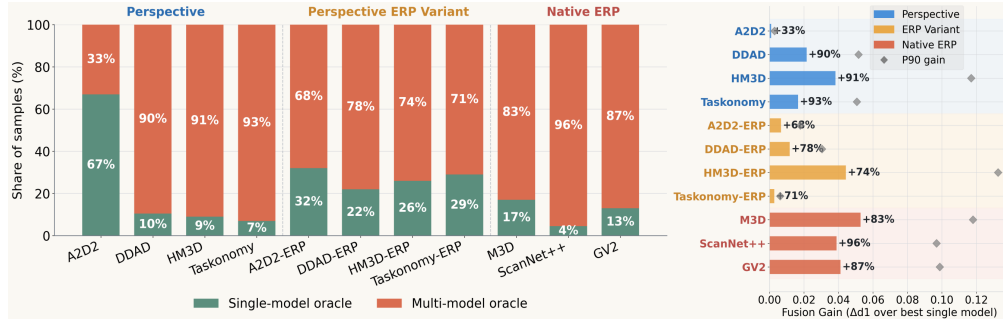 Perspective
Perspective ERP Variant
Native ERP
Share of samples (%)
100
80
60
40
20
0
33%
67%
90%
10%
91%
9%
93%
7%
68%
32%
78%
22%
74%
26%
71%
29%
83%
17%
96%
4%
87%
13%
A2D2
DDAD
HM3D
Taskonomy
A2D2-ERP
DDAD-ERP
HM3D-ERP
Taskonomy-ERP
M3D
ScanNet++
GV2
Single-model oracle
Multi-model oracle
Perspective
ERP Variant
Native ERP
P90 gain
A2D2 +33%
DDAD +90%
HM3D +91%
Taskonomy +93%
A2D2-ERP +68%
DDAD-ERP +78%
HM3D-ERP +74%
Taskonomy-ERP +71%
M3D +83%
ScanNet++ +96%
GV2 +87%
0.00 0.02 0.04 0.06 0.08 0.10 0.12
Fusion Gain (Δd1 over best single model)